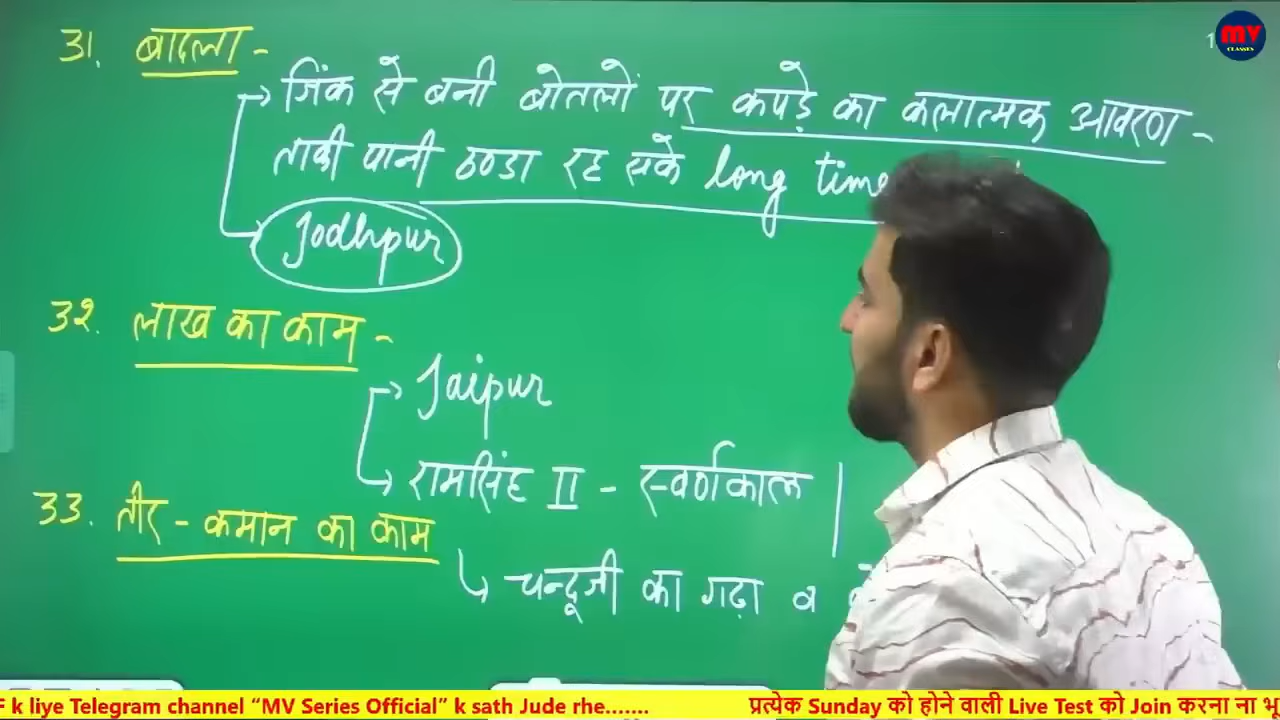 MV
CLASSES
31. बादला -
जिंक से बनी बोतलों पर कपड़े का कलात्मक आवरण -
ताकी पानी ठण्डा रह सके long time
Jodhpur
32. लाख का काम -
Jaipur
रामसिंह II - स्वर्णकाल
33. तीर - कमान का काम
चन्दूजी का गढ़ा व
F k liye Telegram channel “MV Series Official” k sath Jude rhe....... प्रत्येक Sunday को होने वाली Live Test को Join करना ना भू